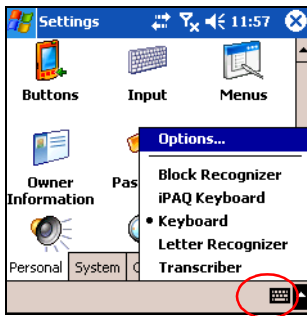 Settings 11:57
Buttons Input Menus
Owner
Information
Pas
Options...
Block Recognizer
iPAQ Keyboard
Keyboard
Letter Recognizer
Transcriber
Personal System C